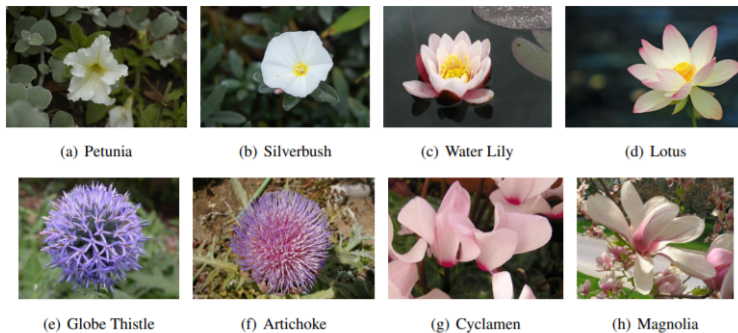 (a) Petunia
(b) Silverbush
(c) Water Lily
(d) Lotus
(e) Globe Thistle
(f) Artichoke
(g) Cyclamen
(h) Magnolia